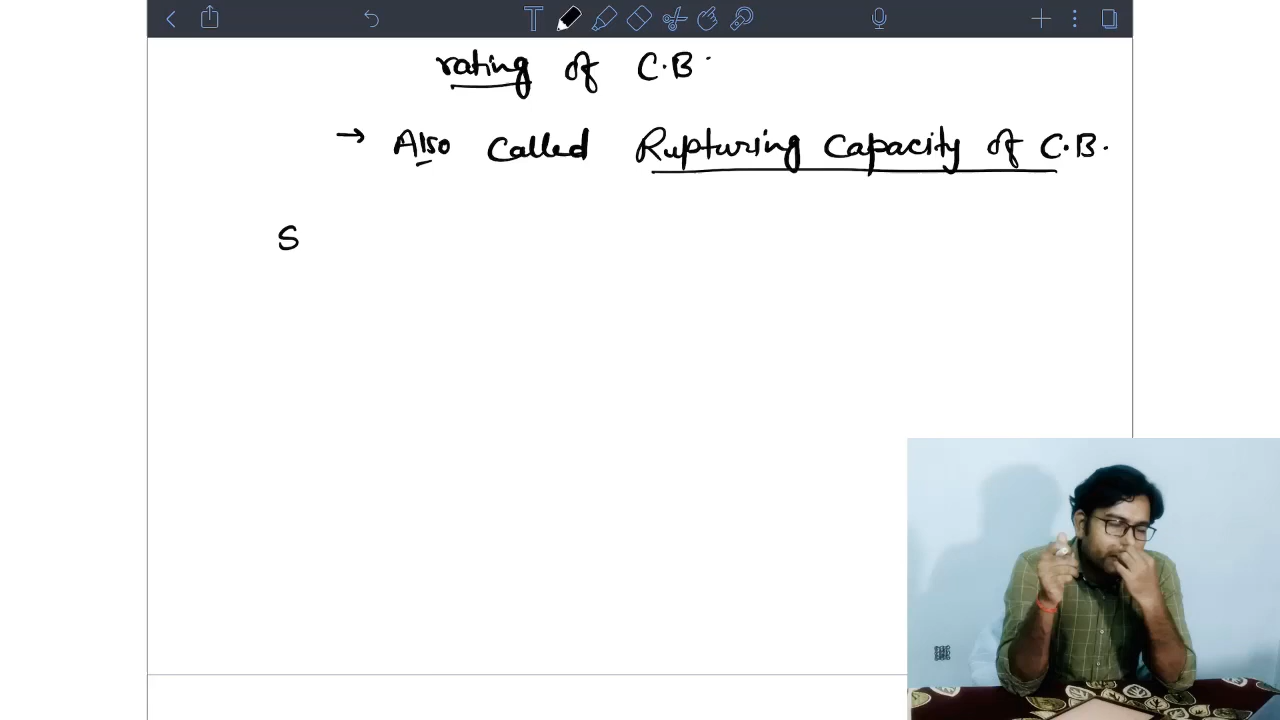 rating of C.B.
→ Also Called Rupturing Capacity of C.B.
S